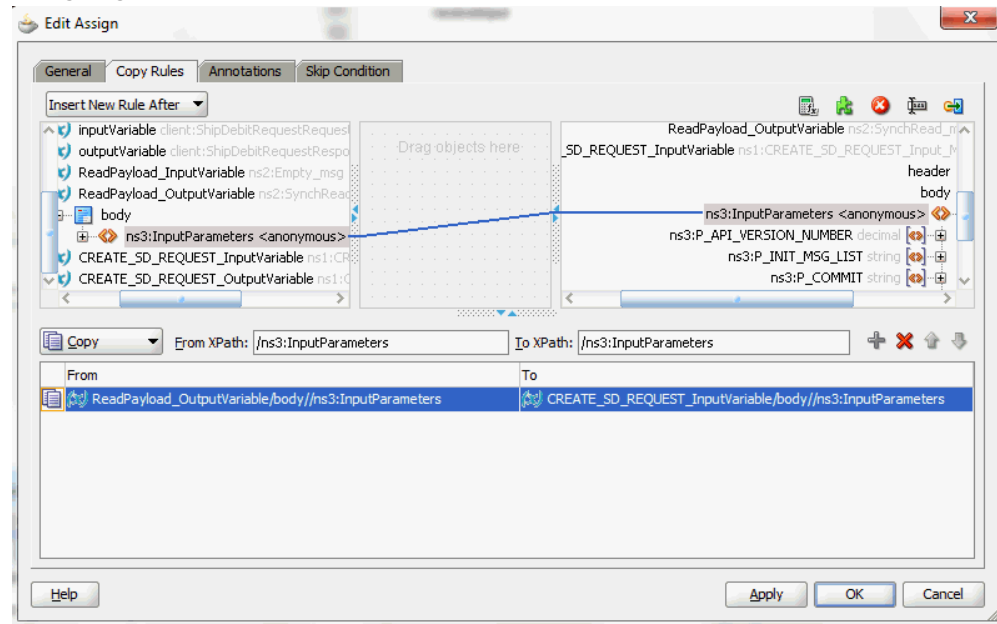 Edit Assign
General
Copy Rules
Annotations
Skip Condition
Insert New Rule After
inputVariable client:ShipDebitRequestReques
outputVariable client:ShipDebitRequestRespo
ReadPayload_InputVariable ns2:Empty_msg
ReadPayload_OutputVariable ns2:SynchRead
body
ns3:InputParameters <anonymous>
CREATE_SD_REQUEST_InputVariable ns1:CR
CREATE_SD_REQUEST_OutputVariable ns1:C
Drag objects here
ReadPayload_OutputVariable ns2:SynchRead_m
_SD_REQUEST_InputVariable ns1:CREATE_SD_REQUEST_Input_M
header
body
ns3:InputParameters <anonymous>
ns3:P_API_VERSION_NUMBER decimal
ns3:P_INIT_MSG_LIST string
ns3:P_COMMIT string
Copy
From XPath: /ns3:InputParameters
To XPath: /ns3:InputParameters
From
To
ReadPayload_OutputVariable/body//ns3:InputParameters
CREATE_SD_REQUEST_InputVariable/body//ns3:InputParameters
Help
Apply
OK
Cancel